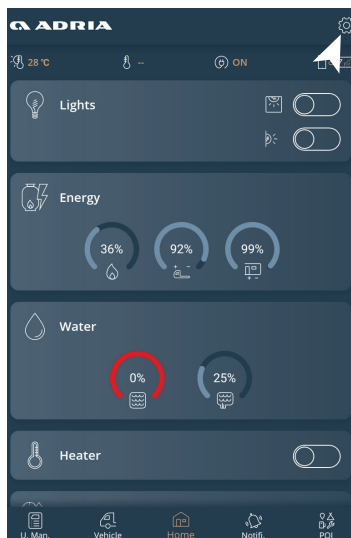 ADRIA
28 °C -- ON
Lights
Energy
36% 92% 99%
Water
0% 25%
Heater
U. Man. Vehicle Home Notifi. POI